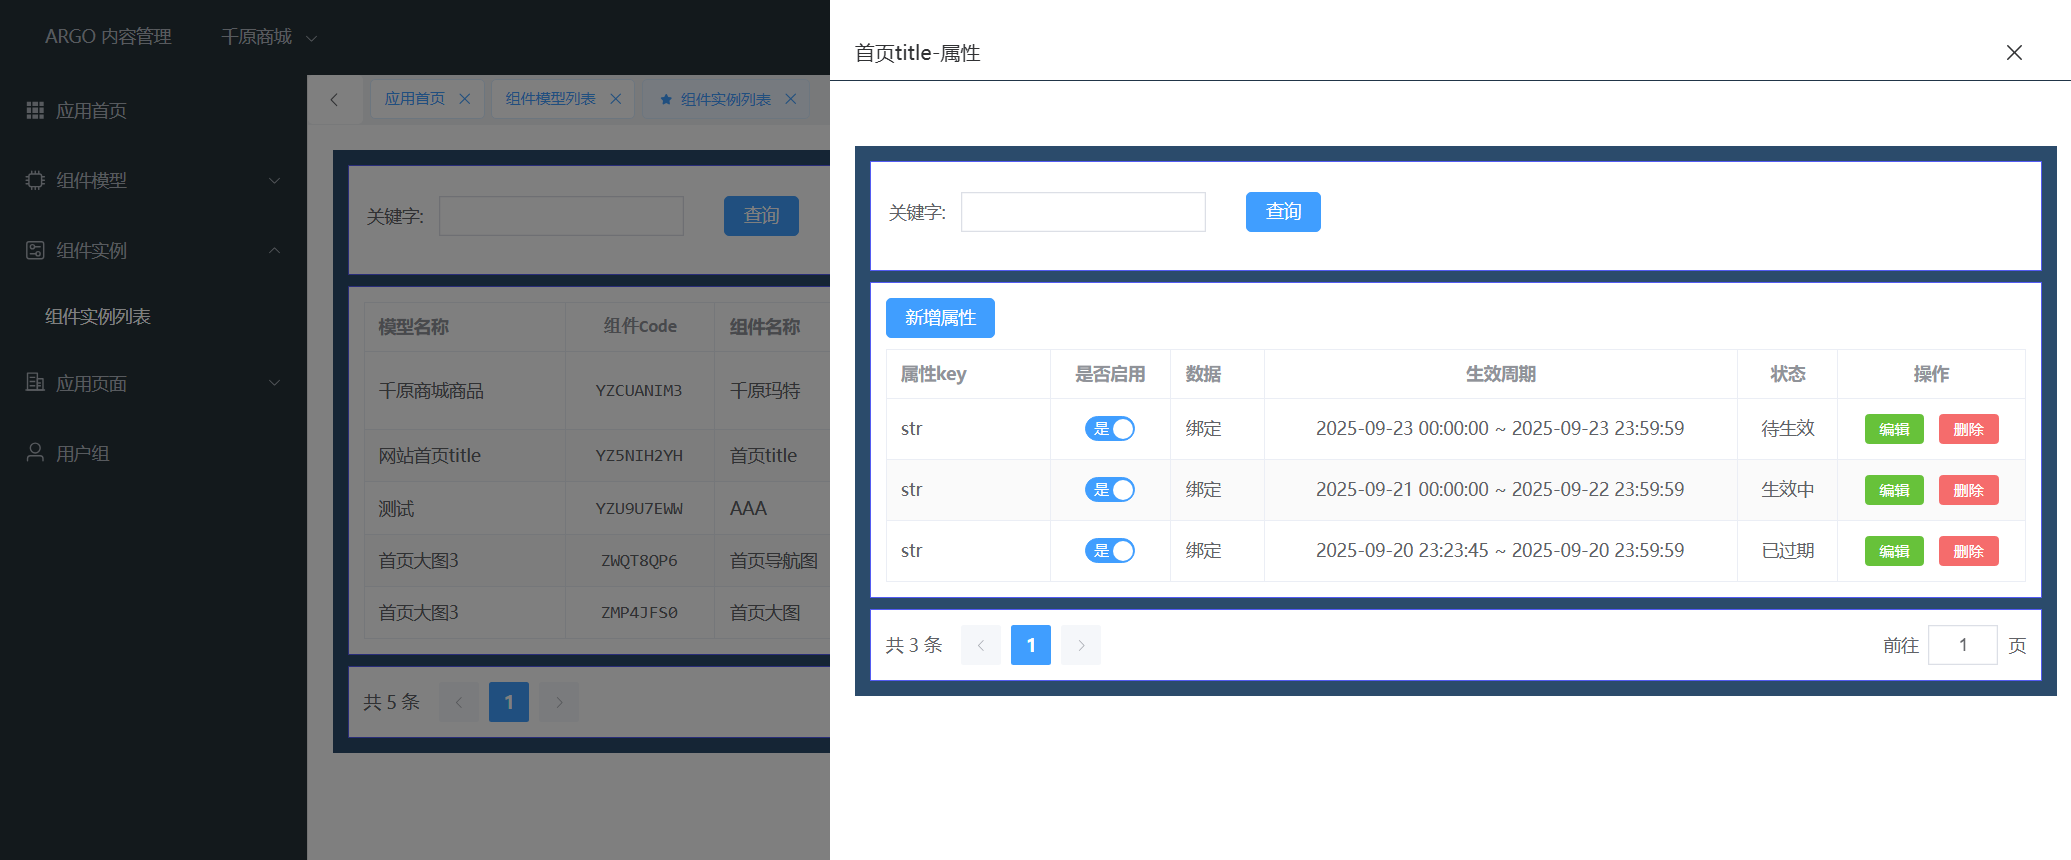 ARGO 内容管理 千原商城
应用首页
组件模型
组件实例
组件实例列表
应用页面
用户组
应用首页 组件模型列表 组件实例列表
关键字: 查询
模型名称 组件Code 组件名称
千原商城商品 YZCUANIM3 千原玛特
网站首页title YZ5NIH2YH 首页title
测试 YZU9U7EWW AAA
首页大图3 ZWQT8QP6 首页导航图
首页大图3 ZMP4JFS0 首页大图
共 5 条 1
首页title-属性
关键字: 查询
新增属性
属性key 是否启用 数据 生效周期 状态 操作
str 是 绑定 2025-09-23 00:00:00 ~ 2025-09-23 23:59:59 待生效 编辑 删除
str 是 绑定 2025-09-21 00:00:00 ~ 2025-09-22 23:59:59 生效中 编辑 删除
str 是 绑定 2025-09-20 23:23:45 ~ 2025-09-20 23:59:59 已过期 编辑 删除
共 3 条 1 前往 1 页